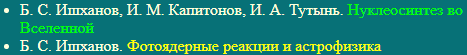 • Б. С. Ишханов, И. М. Капитонов, И. А. Тутынь. Нуклеосинтез во
Вселенной
• Б. С. Ишханов. Фотоядерные реакции и астрофизика